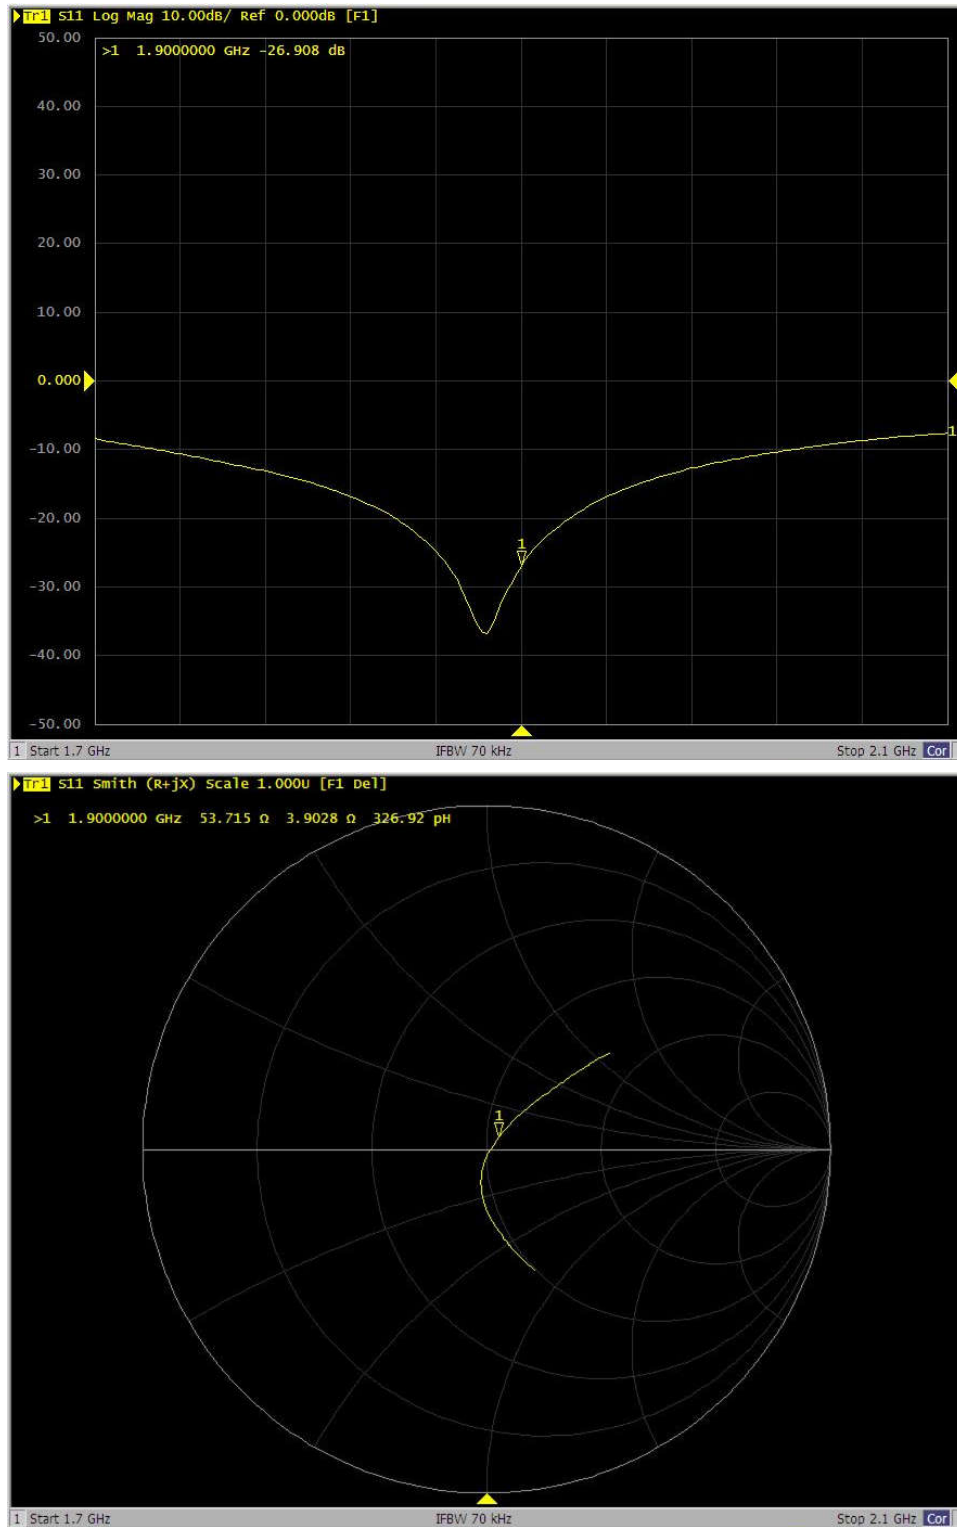 Tr1 S11 Log Mag 10.00dB/ Ref 0.000dB [F1]
50.00
>1 1.9000000 GHz -26.908 dB
40.00
30.00
20.00
10.00
0.000
-10.00
1
-20.00
1
-30.00
-40.00
-50.00
1 Start 1.7 GHz IFBW 70 kHz Stop 2.1 GHz Cor
Tr1 S11 Smith (R+jX) Scale 1.000U [F1 Del]
>1 1.9000000 GHz 53.715 Ω 3.9028 Ω 326.92 pH
1
1 Start 1.7 GHz IFBW 70 kHz Stop 2.1 GHz Cor